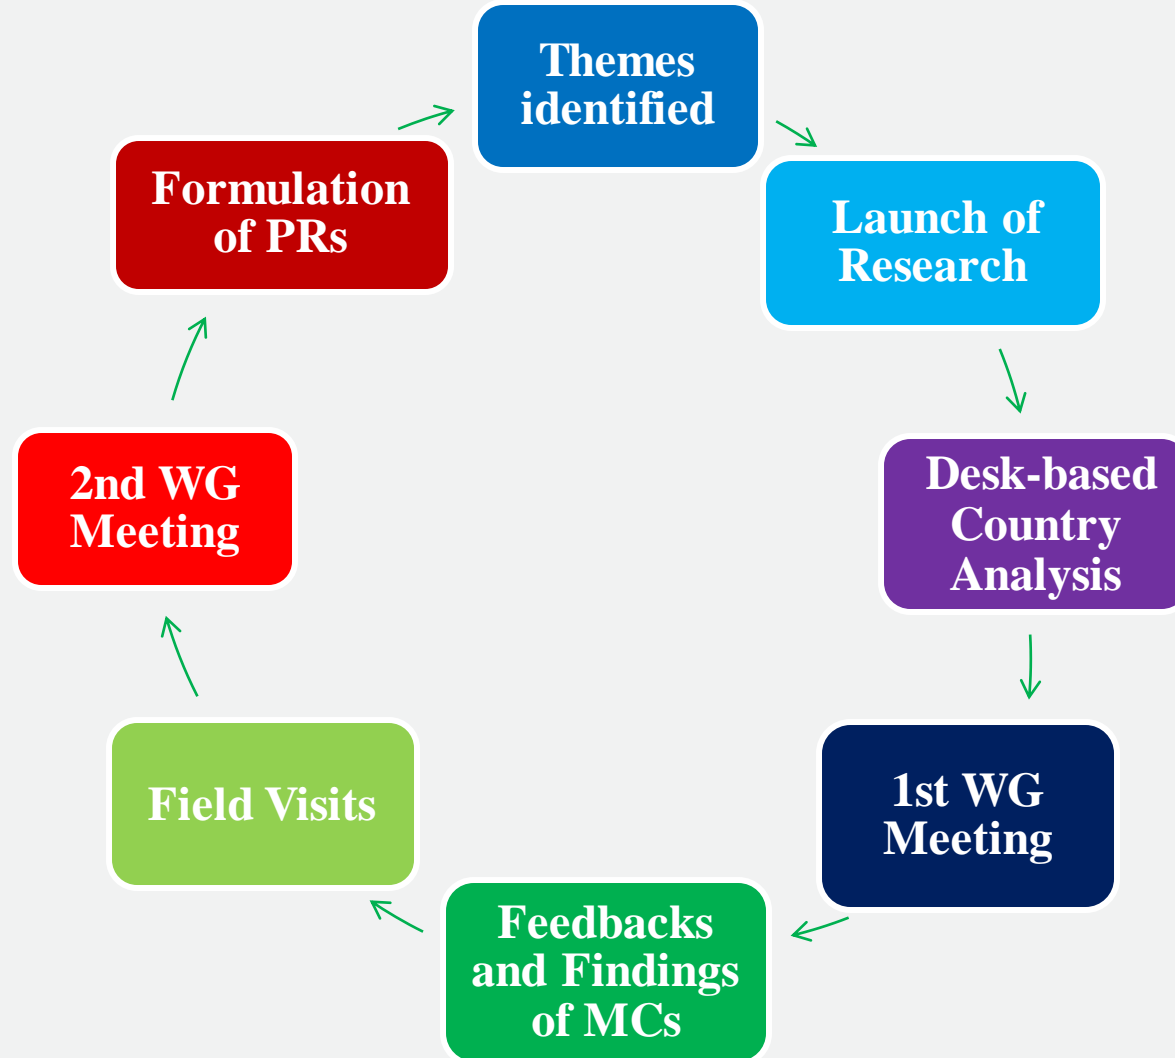 Themes
identified
Launch of
Research
Desk-based
Country
Analysis
1st WG
Meeting
Feedbacks
and Findings
of MCs
Field Visits
2nd WG
Meeting
Formulation
of PRs